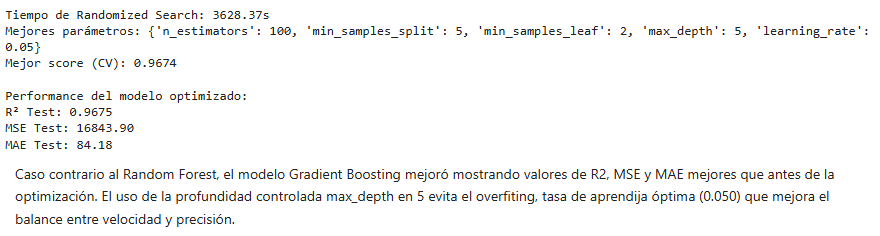 Tiempo de Randomized Search: 3628.37s
Mejores parámetros: {'n_estimators': 100, 'min_samples_split': 5, 'min_samples_leaf': 2, 'max_depth': 5, 'learning_rate':
0.05}
Mejor score (CV): 0.9674

Performance del modelo optimizado:
R² Test: 0.9675
MSE Test: 16843.90
MAE Test: 84.18
Caso contrario al Random Forest, el modelo Gradient Boosting mejoró mostrando valores de R2, MSE y MAE mejores que antes de la
optimización. El uso de la profundidad controlada max_depth en 5 evita el overfiting, tasa de aprendija óptima (0.050) que mejora el
balance entre velocidad y precisión.